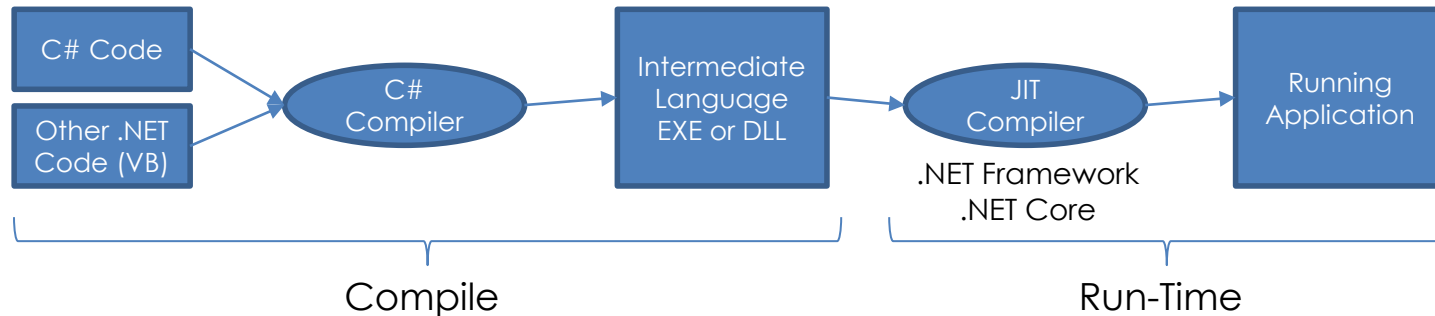 C# Code
Other .NET
Code (VB)
C#
Compiler
Intermediate
Language
EXE or DLL
JIT
Compiler
.NET Framework
.NET Core
Running
Application
Compile
Run-Time